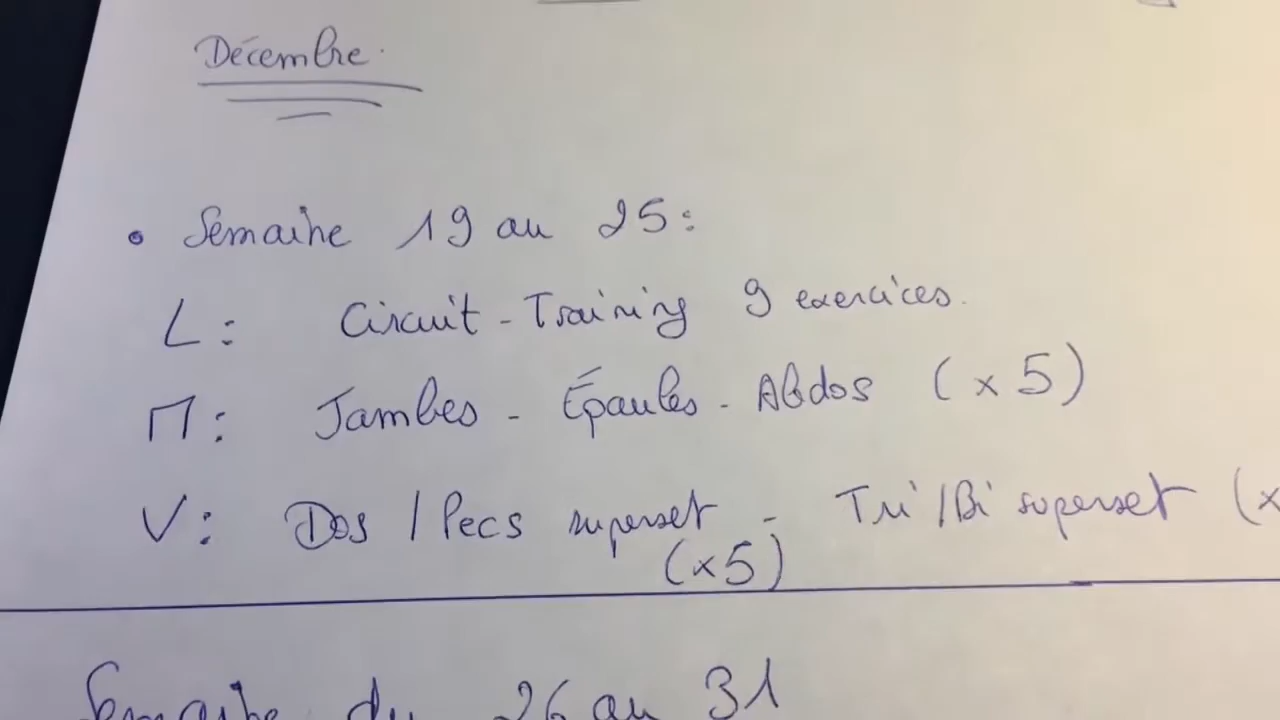 Décembre.
• Semaine 19 au 25:
L: Circuit-Training 9 exercices.
M: Jambes - Épaules - Abdos (x5)
V: Dos / Pecs superset - Tri / Bi superset (x
(x5)
Semaine du 26 au 31